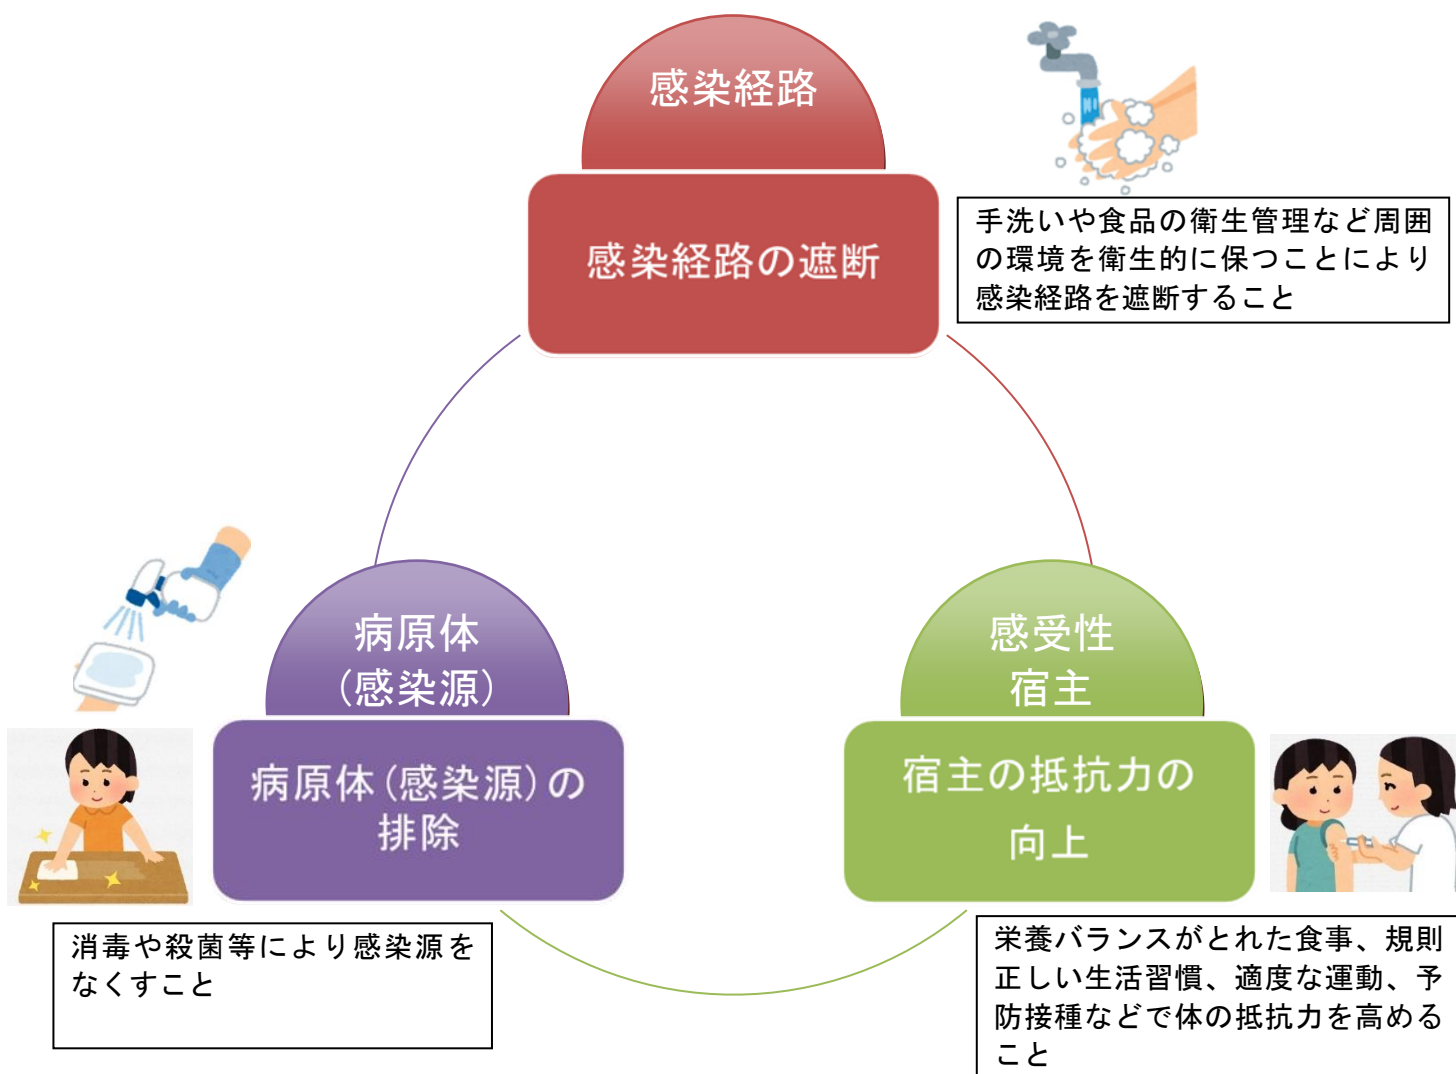 感染経路
感染経路の遮断
手洗いや食品の衛生管理など周囲
の環境を衛生的に保つことにより
感染経路を遮断すること
病原体
(感染源)
病原体(感染源)の
排除
消毒や殺菌等により感染源を
なくすこと
感受性
宿主
宿主の抵抗力の
向上
栄養バランスがとれた食事、規則
正しい生活習慣、適度な運動、予
防接種などで体の抵抗力を高める
こと